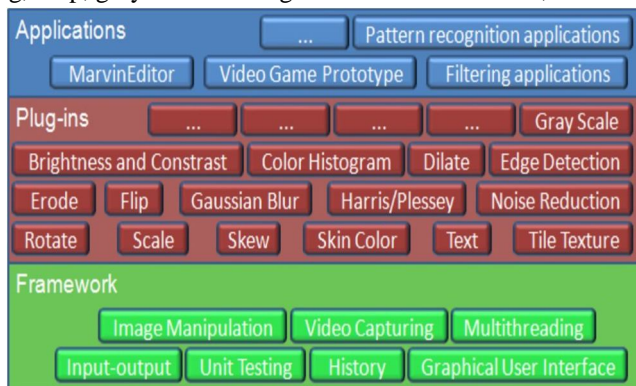 Applications
... Pattern recognition applications
MarvinEditor Video Game Prototype Filtering applications
Plug-ins ... ... ... ... Gray Scale
Brightness and Constrast Color Histogram Dilate Edge Detection
Erode Flip Gaussian Blur Harris/Plessey Noise Reduction
Rotate Scale Skew Skin Color Text Tile Texture
Framework
Image Manipulation Video Capturing Multithreading
Input-output Unit Testing History Graphical User Interface